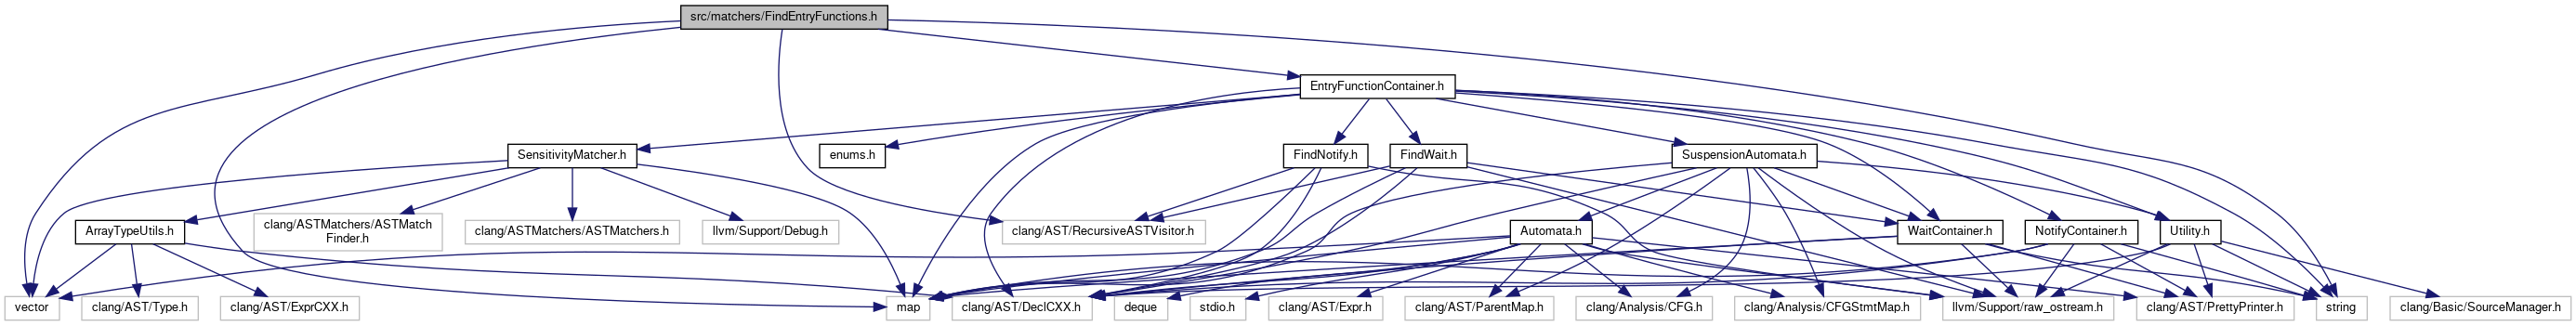 src/matchers/FindEntryFunctions.h
EntryFunctionContainer.h
SensitivityMatcher.h
enums.h
FindNotify.h
FindWait.h
SuspensionAutomata.h
ArrayTypeUtils.h
clang/ASTMatchers/ASTMatch
Finder.h
clang/ASTMatchers/ASTMatchers.h
llvm/Support/Debug.h
clang/AST/RecursiveASTVisitor.h
Automata.h
WaitContainer.h
NotifyContainer.h
Utility.h
vector
clang/AST/Type.h
clang/AST/ExprCXX.h
map
clang/AST/DeclCXX.h
deque
stdio.h
clang/AST/Expr.h
clang/AST/ParentMap.h
clang/Analysis/CFG.h
clang/Analysis/CFGStmtMap.h
llvm/Support/raw_ostream.h
clang/AST/PrettyPrinter.h
string
clang/Basic/SourceManager.h